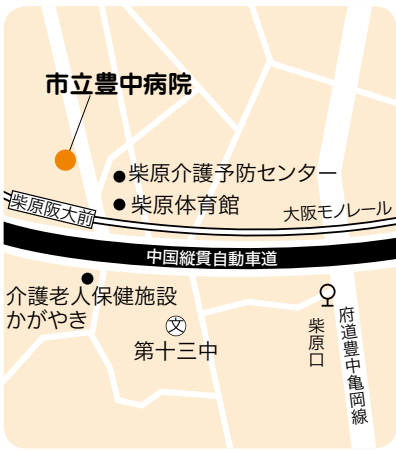 市立豊中病院
柴原介護予防センター
柴原体育館
大阪モノレール
柴原阪大前
中国縦貫自動車道
介護老人保健施設
かがやき
文
第十三中
柴原口
府道豊中亀岡線